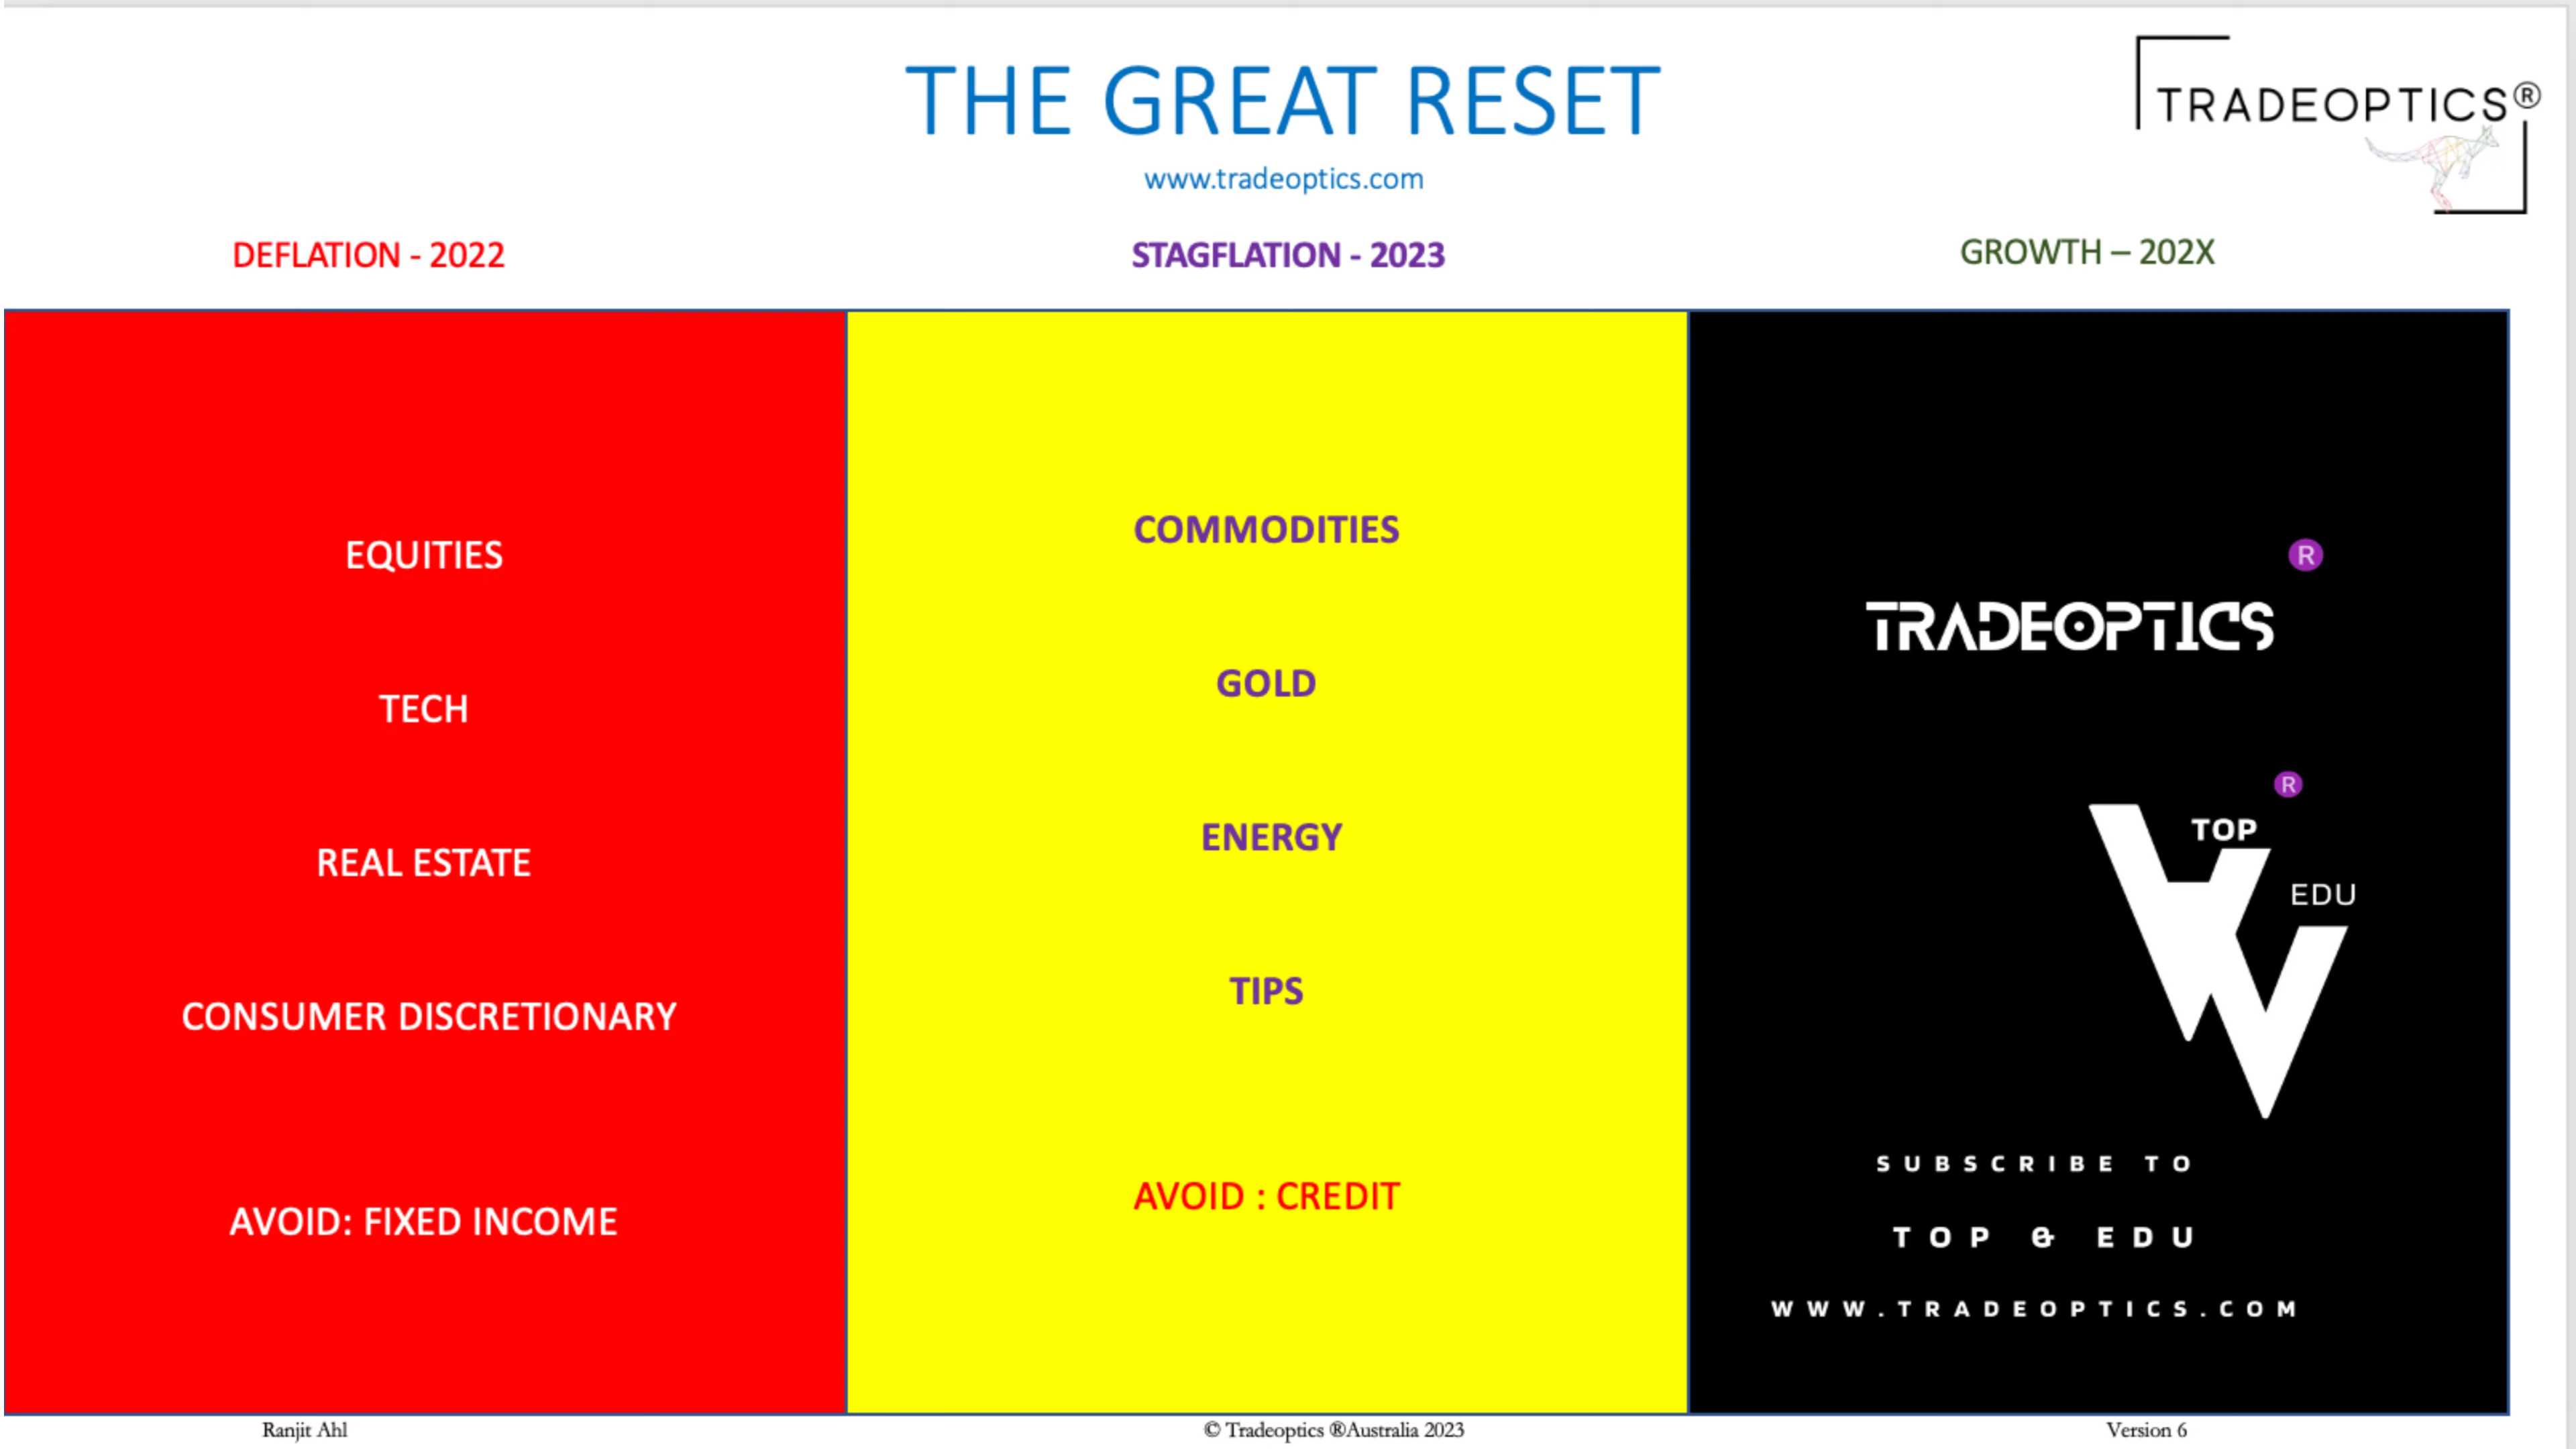 THE GREAT RESET
TRADEOPTICS®
www.tradeoptics.com
DEFLATION - 2022
STAGFLATION - 2023
GROWTH – 202X
EQUITIES
TECH
REAL ESTATE
CONSUMER DISCRETIONARY
AVOID: FIXED INCOME
COMMODITIES
GOLD
ENERGY
TIPS
AVOID : CREDIT
R
TRADEOPTICS
R
TOP
EDU
SUBSCRIBE TO
TOP & EDU
WWW.TRADEOPTICS.COM
Ranjit Ahl
© Tradeoptics ®Australia 2023
Version 6